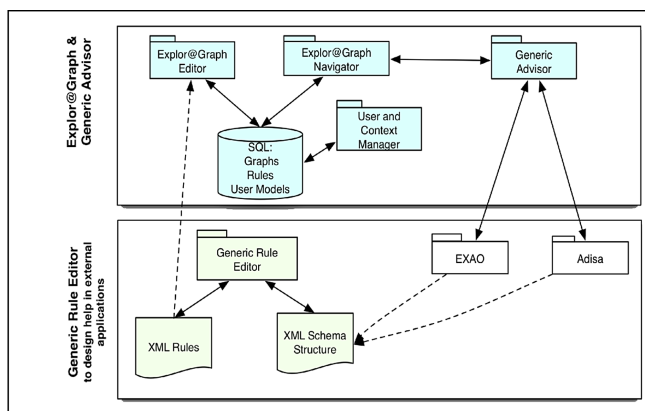 Explor@Graph &
Generic Advisor
Explor@Graph
Editor
Explor@Graph
Navigator
Generic
Advisor
User and
Context
Manager
SQL:
Graphs
Rules
User Models
Generic Rule Editor
to design help in external
applications
Generic Rule
Editor
EXAO
Adisa
XML Rules
XML Schema
Structure